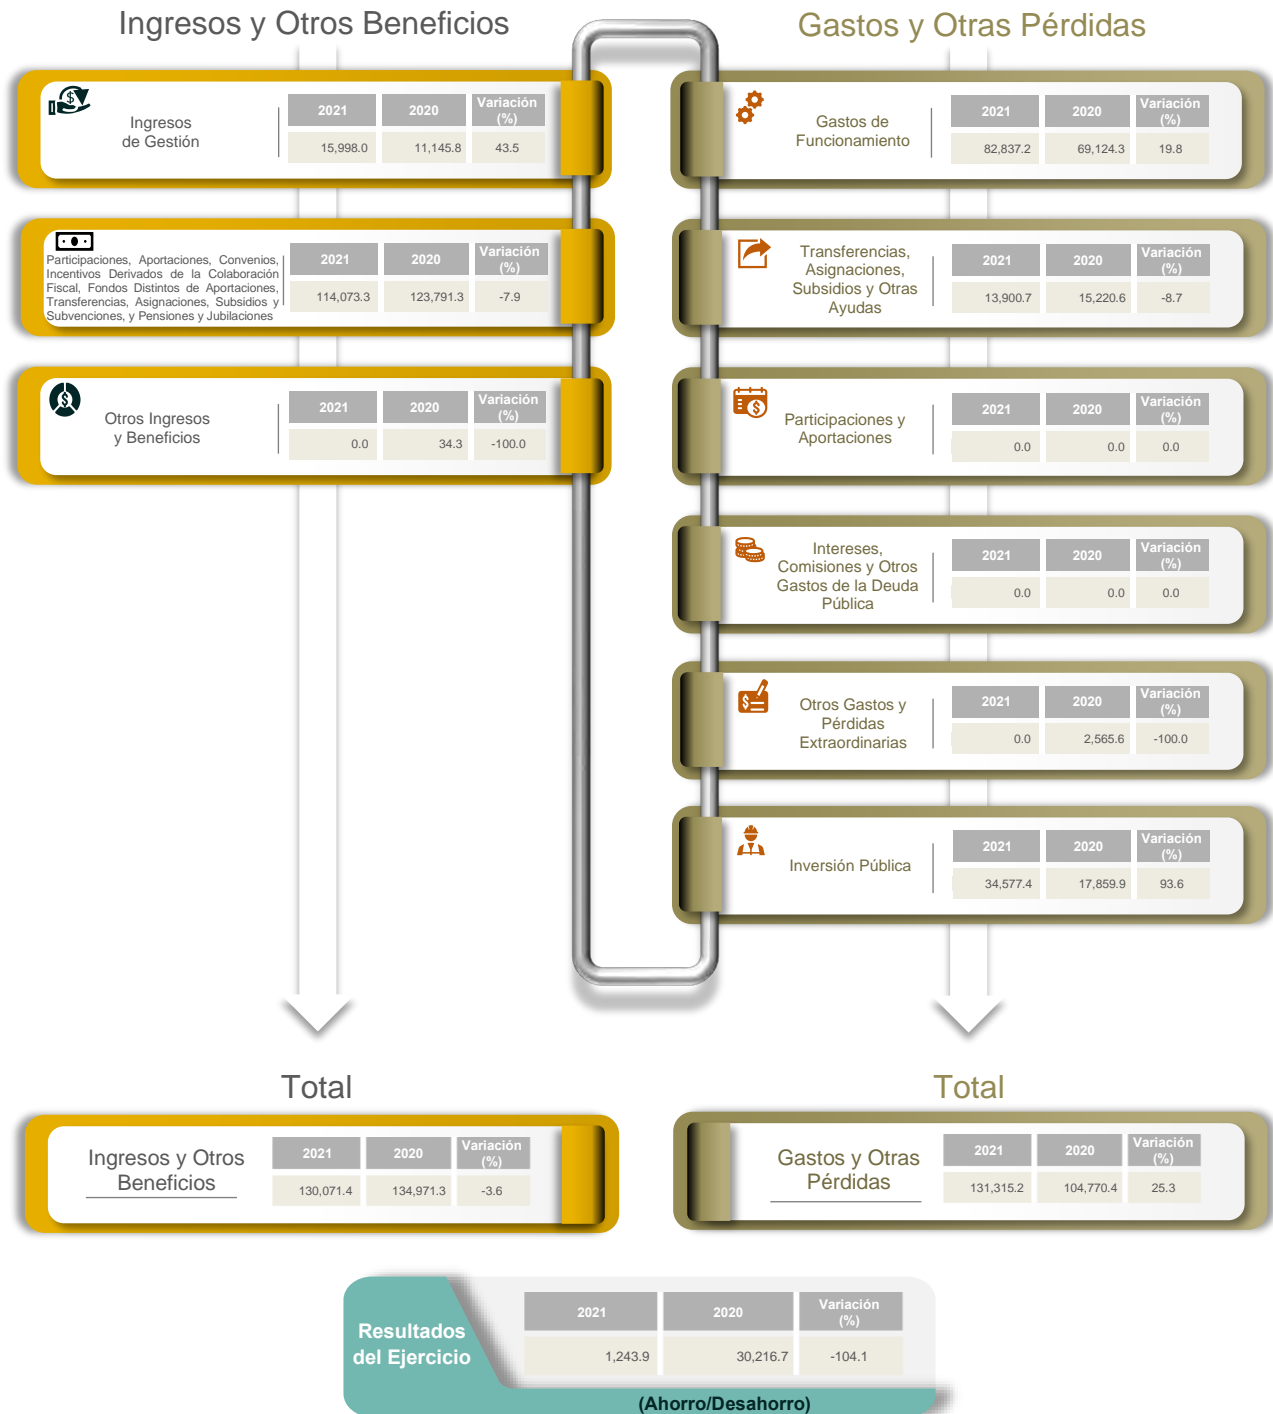 Ingresos y Otros Beneficios
Ingresos
de Gestión
2021 2020 Variación
(%)
15,998.0 11,145.8 43.5
Participaciones, Aportaciones, Convenios,
Incentivos Derivados de la Colaboración
Fiscal, Fondos Distintos de Aportaciones,
Transferencias, Asignaciones, Subsidios y
Subvenciones, y Pensiones y Jubilaciones
2021 2020 Variación
(%)
114,073.3 123,791.3 -7.9
Otros Ingresos
y Beneficios
2021 2020 Variación
(%)
0.0 34.3 -100.0
Gastos y Otras Pérdidas
Gastos de
Funcionamiento
2021 2020 Variación
(%)
82,837.2 69,124.3 19.8
Transferencias,
Asignaciones,
Subsidios y Otras
Ayudas
2021 2020 Variación
(%)
13,900.7 15,220.6 -8.7
Participaciones y
Aportaciones
2021 2020 Variación
(%)
0.0 0.0 0.0
Intereses,
Comisiones y Otros
Gastos de la Deuda
Pública
2021 2020 Variación
(%)
0.0 0.0 0.0
Otros Gastos y
Pérdidas
Extraordinarias
2021 2020 Variación
(%)
0.0 2,565.6 -100.0
Inversión Pública
2021 2020 Variación
(%)
34,577.4 17,859.9 93.6
Total
Ingresos y Otros
Beneficios
2021 2020 Variación
(%)
130,071.4 134,971.3 -3.6
Total
Gastos y Otras
Pérdidas
2021 2020 Variación
(%)
131,315.2 104,770.4 25.3
Resultados
del Ejercicio
2021 2020 Variación
(%)
1,243.9 30,216.7 -104.1
(Ahorro/Desahorro)